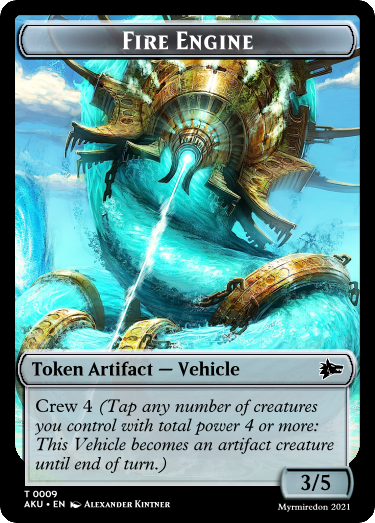 Fire Engine
Token Artifact — Vehicle
Crew 4 (Tap any number of creatures
you control with total power 4 or more:
This Vehicle becomes an artifact creature
until end of turn.)
3/5
T 0009
AKU • EN Alexander Kintner
Myrmiredon 2021